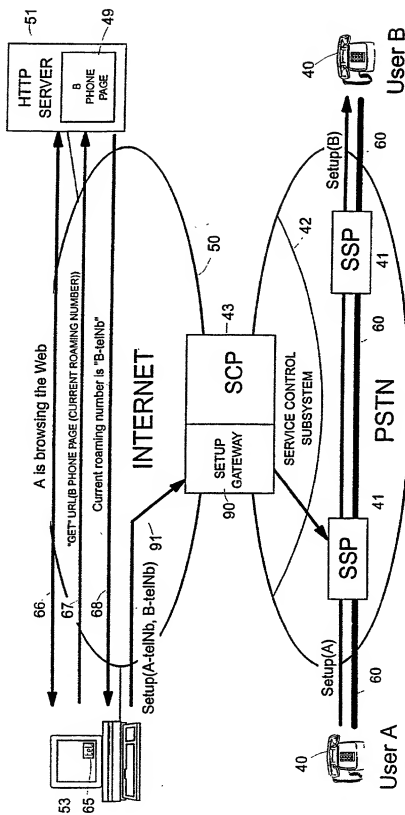 51
HTTP
SERVER
49
B
PHONE
PAGE
66
A is browsing the Web
67
"GET" URL(B PHONE PAGE (CURRENT ROAMING NUMBER))
68
Current roaming number is "B-telNb"
53
65
tel
INTERNET
50
91
Setup(A-telNb, B-telNb)
SETUP
GATEWAY
90
SCP
43
SERVICE CONTROL
SUBSYSTEM
42
PSTN
40
User A
Setup(A)
60
SSP
41
60
SSP
41
Setup(B)
60
40
User B